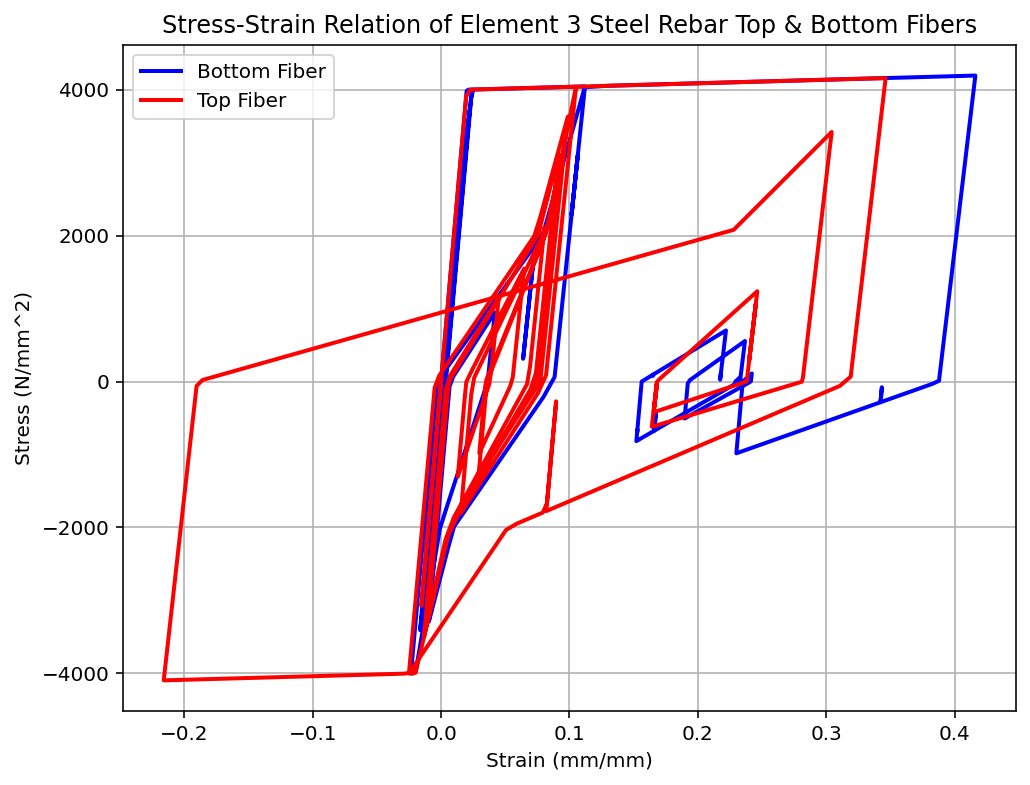 Stress-Strain Relation of Element 3 Steel Rebar Top & Bottom Fibers
Bottom Fiber
Top Fiber
Stress (N/mm^2)
4000
2000
0
−2000
−4000
−0.2
−0.1
0.0
0.1
0.2
0.3
0.4
Strain (mm/mm)